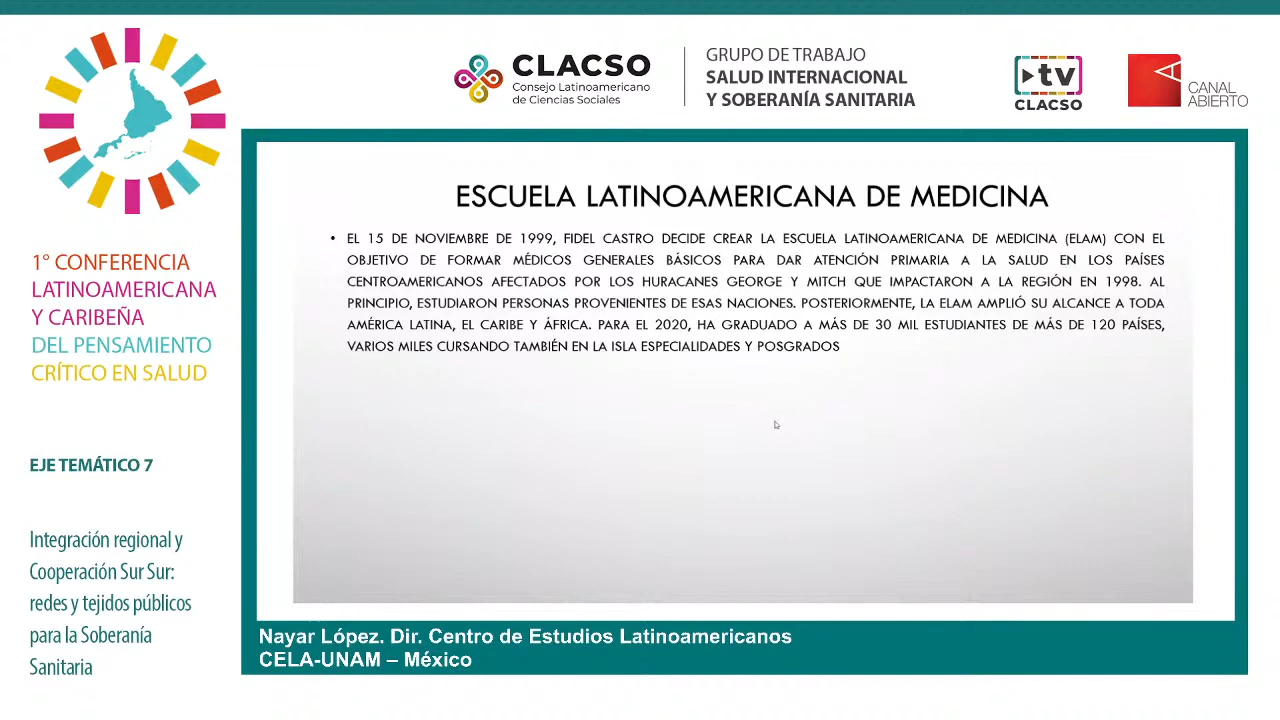 CLACSO
Consejo Latinoamericano
de Ciencias Sociales
GRUPO DE TRABAJO
SALUD INTERNACIONAL
Y SOBERANÍA SANITARIA
tv
CLACSO
A
CANAL
ABIERTO
1° CONFERENCIA
LATINOAMERICANA
Y CARIBEÑA
DEL PENSAMIENTO
CRÍTICO EN SALUD
EJE TEMÁTICO 7
Integración regional y
Cooperación Sur Sur:
redes y tejidos públicos
para la Soberanía
Sanitaria
ESCUELA LATINOAMERICANA DE MEDICINA
• EL 15 DE NOVIEMBRE DE 1999, FIDEL CASTRO DECIDE CREAR LA ESCUELA LATINOAMERICANA DE MEDICINA (ELAM) CON EL
OBJETIVO DE FORMAR MÉDICOS GENERALES BÁSICOS PARA DAR ATENCIÓN PRIMARIA A LA SALUD EN LOS PAÍSES
CENTROAMERICANOS AFECTADOS POR LOS HURACANES GEORGE Y MITCH QUE IMPACTARON A LA REGIÓN EN 1998. AL
PRINCIPIO, ESTUDIARON PERSONAS PROVENIENTES DE ESAS NACIONES. POSTERIORMENTE, LA ELAM AMPLIÓ SU ALCANCE A TODA
AMÉRICA LATINA, EL CARIBE Y ÁFRICA. PARA EL 2020, HA GRADUADO A MÁS DE 30 MIL ESTUDIANTES DE MÁS DE 120 PAÍSES,
VARIOS MILES CURSANDO TAMBIÉN EN LA ISLA ESPECIALIDADES Y POSGRADOS
Nayar López. Dir. Centro de Estudios Latinoamericanos
CELA-UNAM – México